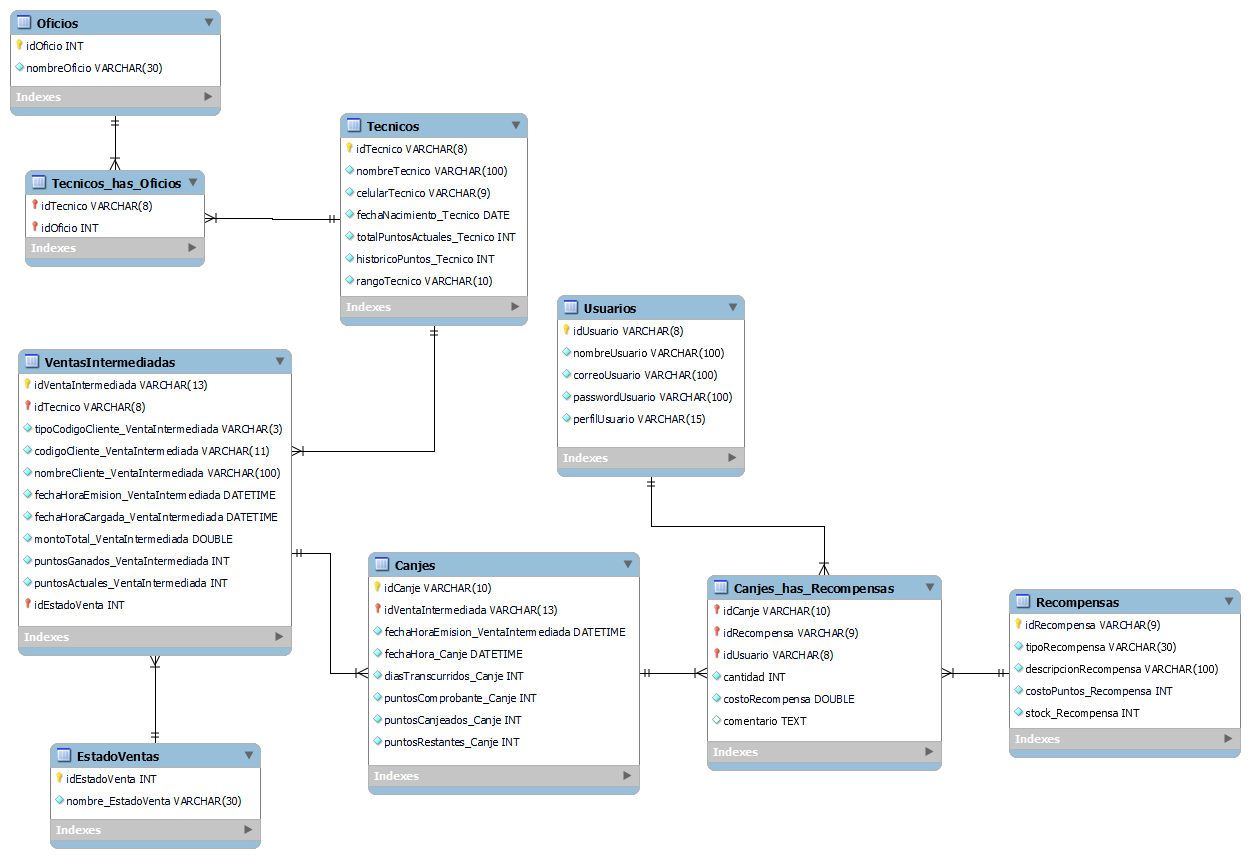 Oficios
idOficio INT
nombreOficio VARCHAR(30)
Indexes
Tecnicos_has_Oficios
idTecnico VARCHAR(8)
idOficio INT
Indexes
Tecnicos
idTecnico VARCHAR(8)
nombreTecnico VARCHAR(100)
celularTecnico VARCHAR(9)
fechaNacimiento_Tecnico DATE
totalPuntosActuales_Tecnico INT
historicoPuntos_Tecnico INT
rangoTecnico VARCHAR(10)
Indexes
Usuarios
idUsuario VARCHAR(8)
nombreUsuario VARCHAR(100)
correoUsuario VARCHAR(100)
passwordUsuario VARCHAR(100)
perfilUsuario VARCHAR(15)
Indexes
VentasIntermediadas
idVentaIntermediada VARCHAR(13)
idTecnico VARCHAR(8)
tipoCodigoCliente_VentaIntermediada VARCHAR(3)
codigoCliente_VentaIntermediada VARCHAR(11)
nombreCliente_VentaIntermediada VARCHAR(100)
fechaHoraEmision_VentaIntermediada DATETIME
fechaHoraCargada_VentaIntermediada DATETIME
montoTotal_VentaIntermediada DOUBLE
puntosGanados_VentaIntermediada INT
puntosActuales_VentaIntermediada INT
idEstadoVenta INT
Indexes
Canjes
idCanje VARCHAR(10)
idVentaIntermediada VARCHAR(13)
fechaHoraEmision_VentaIntermediada DATETIME
fechaHora_Canje DATETIME
diasTranscurridos_Canje INT
puntosComprobante_Canje INT
puntosCanjeados_Canje INT
puntosRestantes_Canje INT
Indexes
Canjes_has_Recompensas
idCanje VARCHAR(10)
idRecompensa VARCHAR(9)
idUsuario VARCHAR(8)
cantidad INT
costoRecompensa DOUBLE
comentario TEXT
Indexes
Recompensas
idRecompensa VARCHAR(9)
tipoRecompensa VARCHAR(30)
descripcionRecompensa VARCHAR(100)
costoPuntos_Recompensa INT
stock_Recompensa INT
Indexes
EstadoVentas
idEstadoVenta INT
nombre_EstadoVenta VARCHAR(30)
Indexes